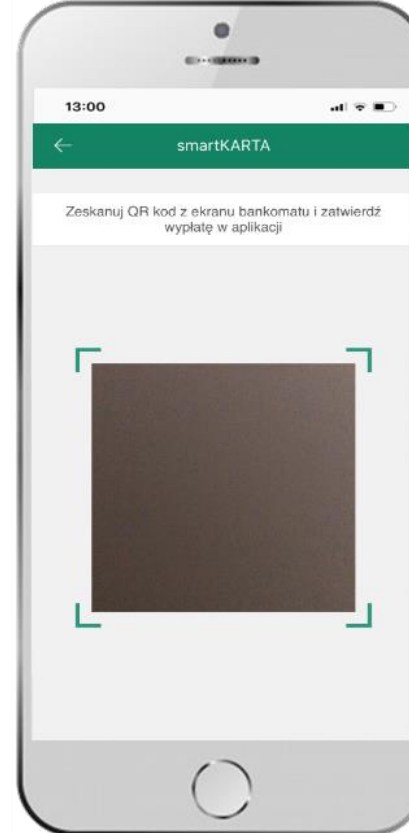 13:00
smartKARTA
Zeskanuj QR kod z ekranu bankomatu i zatwierdź
wypłatę w aplikacji